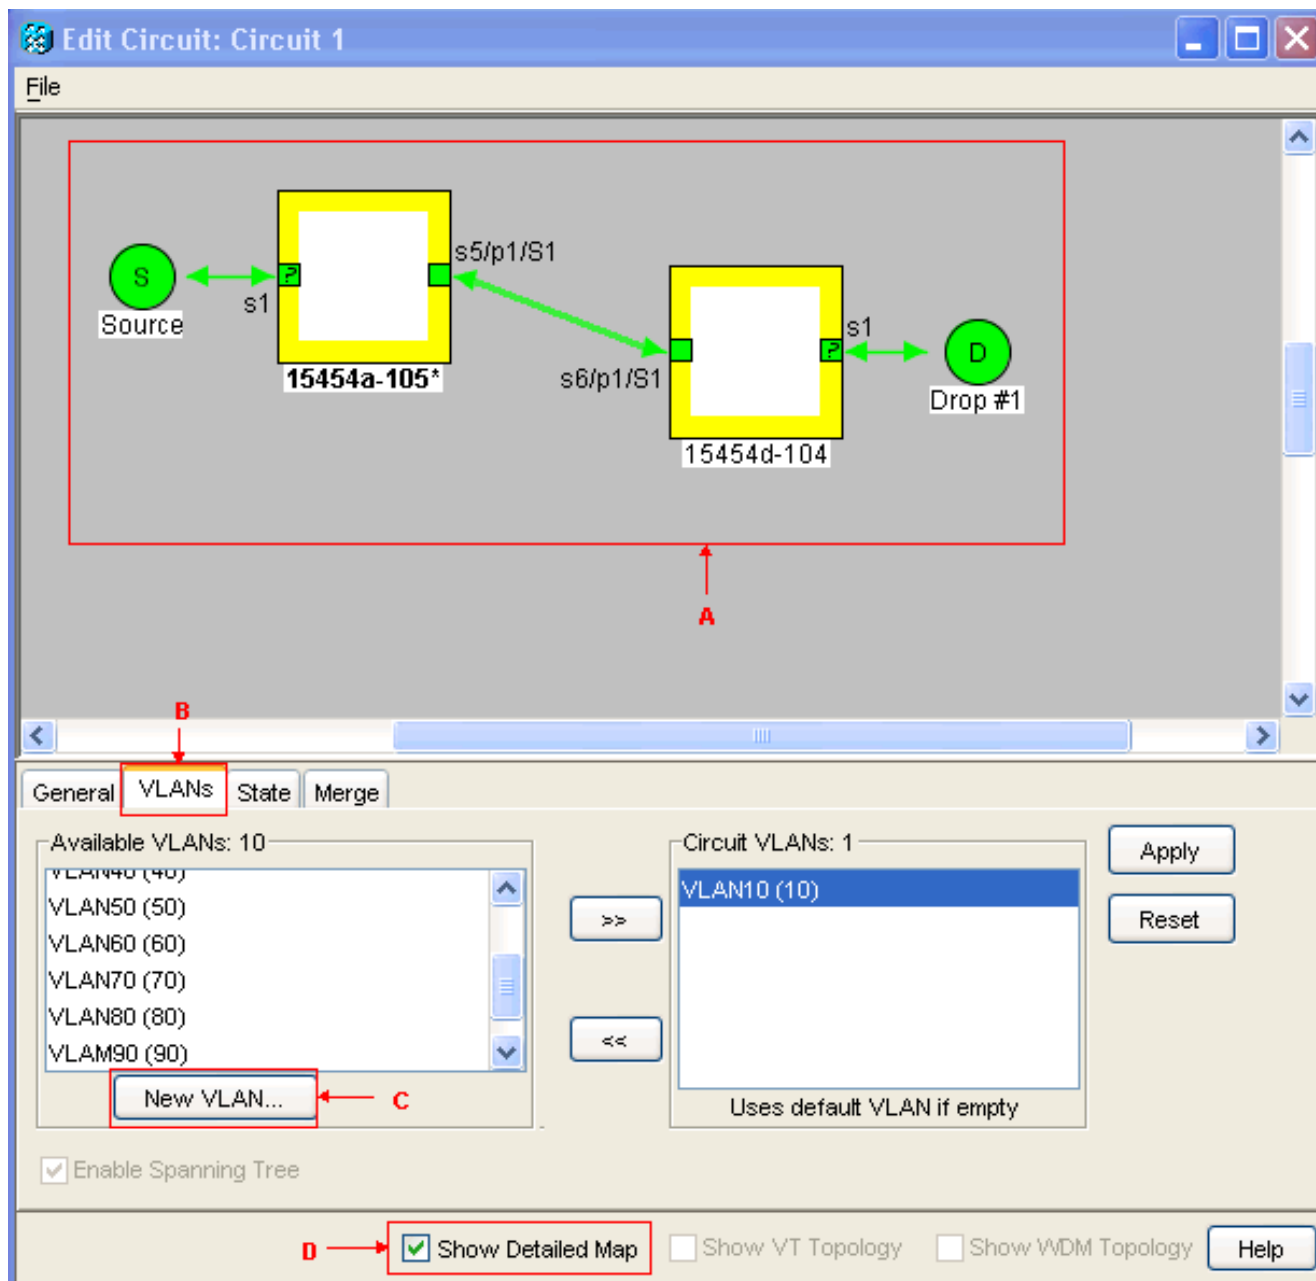 Edit Circuit: Circuit 1
File
S
Source
s1
?
s5/p1/S1
15454a-105*
s6/p1/S1
?
s1
D
Drop #1
15454d-104
A
B
General
VLANs
State
Merge
Available VLANs: 10
VLAN40 (40)
VLAN50 (50)
VLAN60 (60)
VLAN70 (70)
VLAN80 (80)
VLAM90 (90)
New VLAN...
C
>>
<<
Circuit VLANs: 1
VLAN10 (10)
Uses default VLAN if empty
Apply
Reset
Enable Spanning Tree
D
Show Detailed Map
Show VT Topology
Show WDM Topology
Help